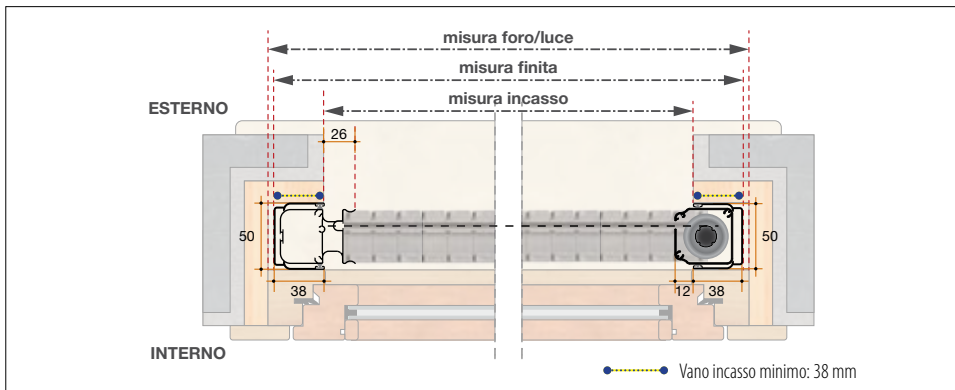 misura foro/luce
misura finita
misura incasso
ESTERNO
26
50
50
38
12
38
INTERNO
Vano incasso minimo: 38 mm